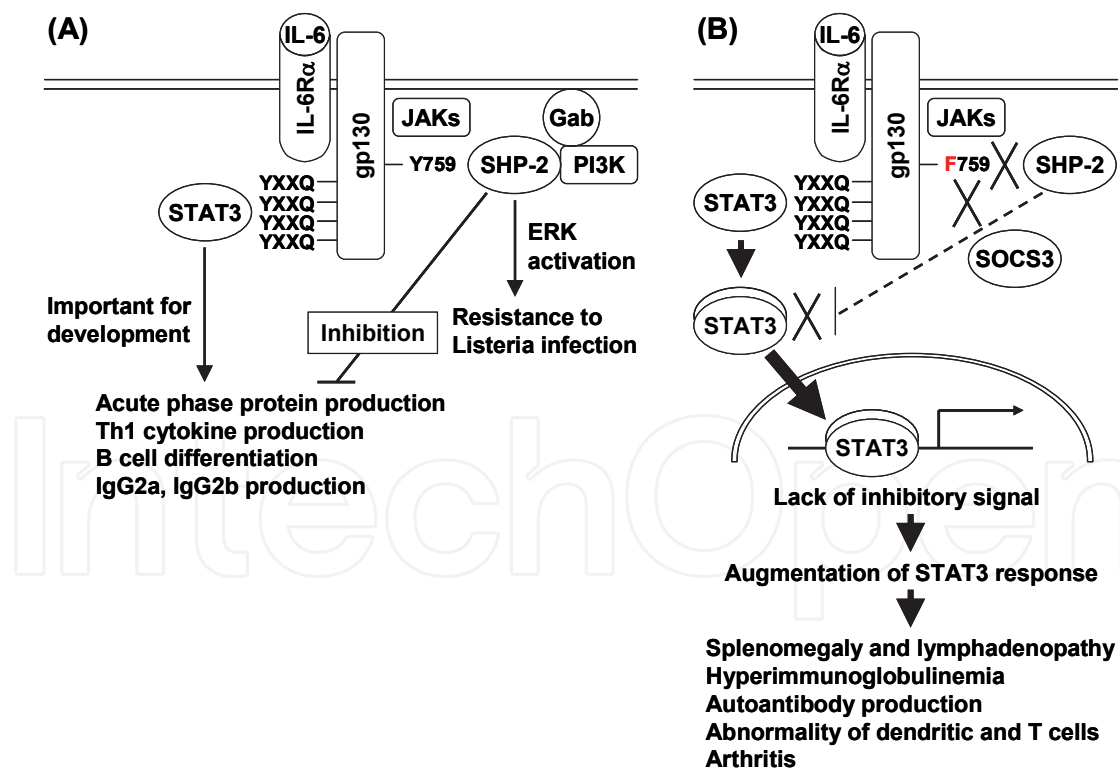 (A)
IL-6
IL-6Rα
gp130
JAKs
Gab
Y759
SHP-2
PI3K
YXXQ
YXXQ
YXXQ
YXXQ
STAT3
ERK
activation
Important for
development
Inhibition
Resistance to
Listeria infection
Acute phase protein production
Th1 cytokine production
B cell differentiation
IgG2a, IgG2b production
(B)
IL-6
IL-6Rα
gp130
JAKs
F759
SHP-2
YXXQ
YXXQ
YXXQ
YXXQ
STAT3
SOCS3
STAT3
STAT3
Lack of inhibitory signal
Augmentation of STAT3 response
Splenomegaly and lymphadenopathy
Hyperimmunoglobulinemia
Autoantibody production
Abnormality of dendritic and T cells
Arthritis
IntechOpen